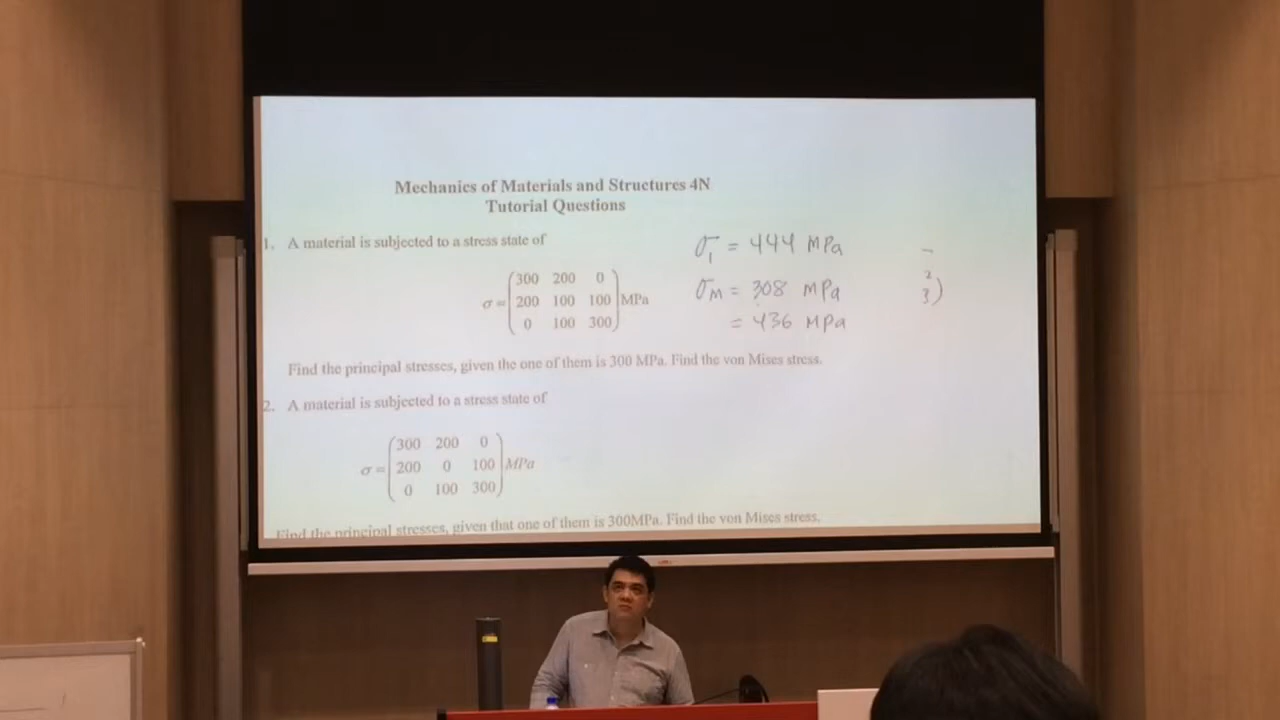 Mechanics of Materials and Structures 4N
Tutorial Questions
1. A material is subjected to a stress state of
σ = (300 200 0
200 100 100
0 100 300) MPa
σ₁ = 444 MPa
σM = 308 MPa
= 436 MPa
2
3)
Find the principal stresses, given the one of them is 300 MPa. Find the von Mises stress.
2. A material is subjected to a stress state of
σ = (300 200 0
200 0 100
0 100 300) MPa
Find the principal stresses, given that one of them is 300MPa. Find the von Mises stress.